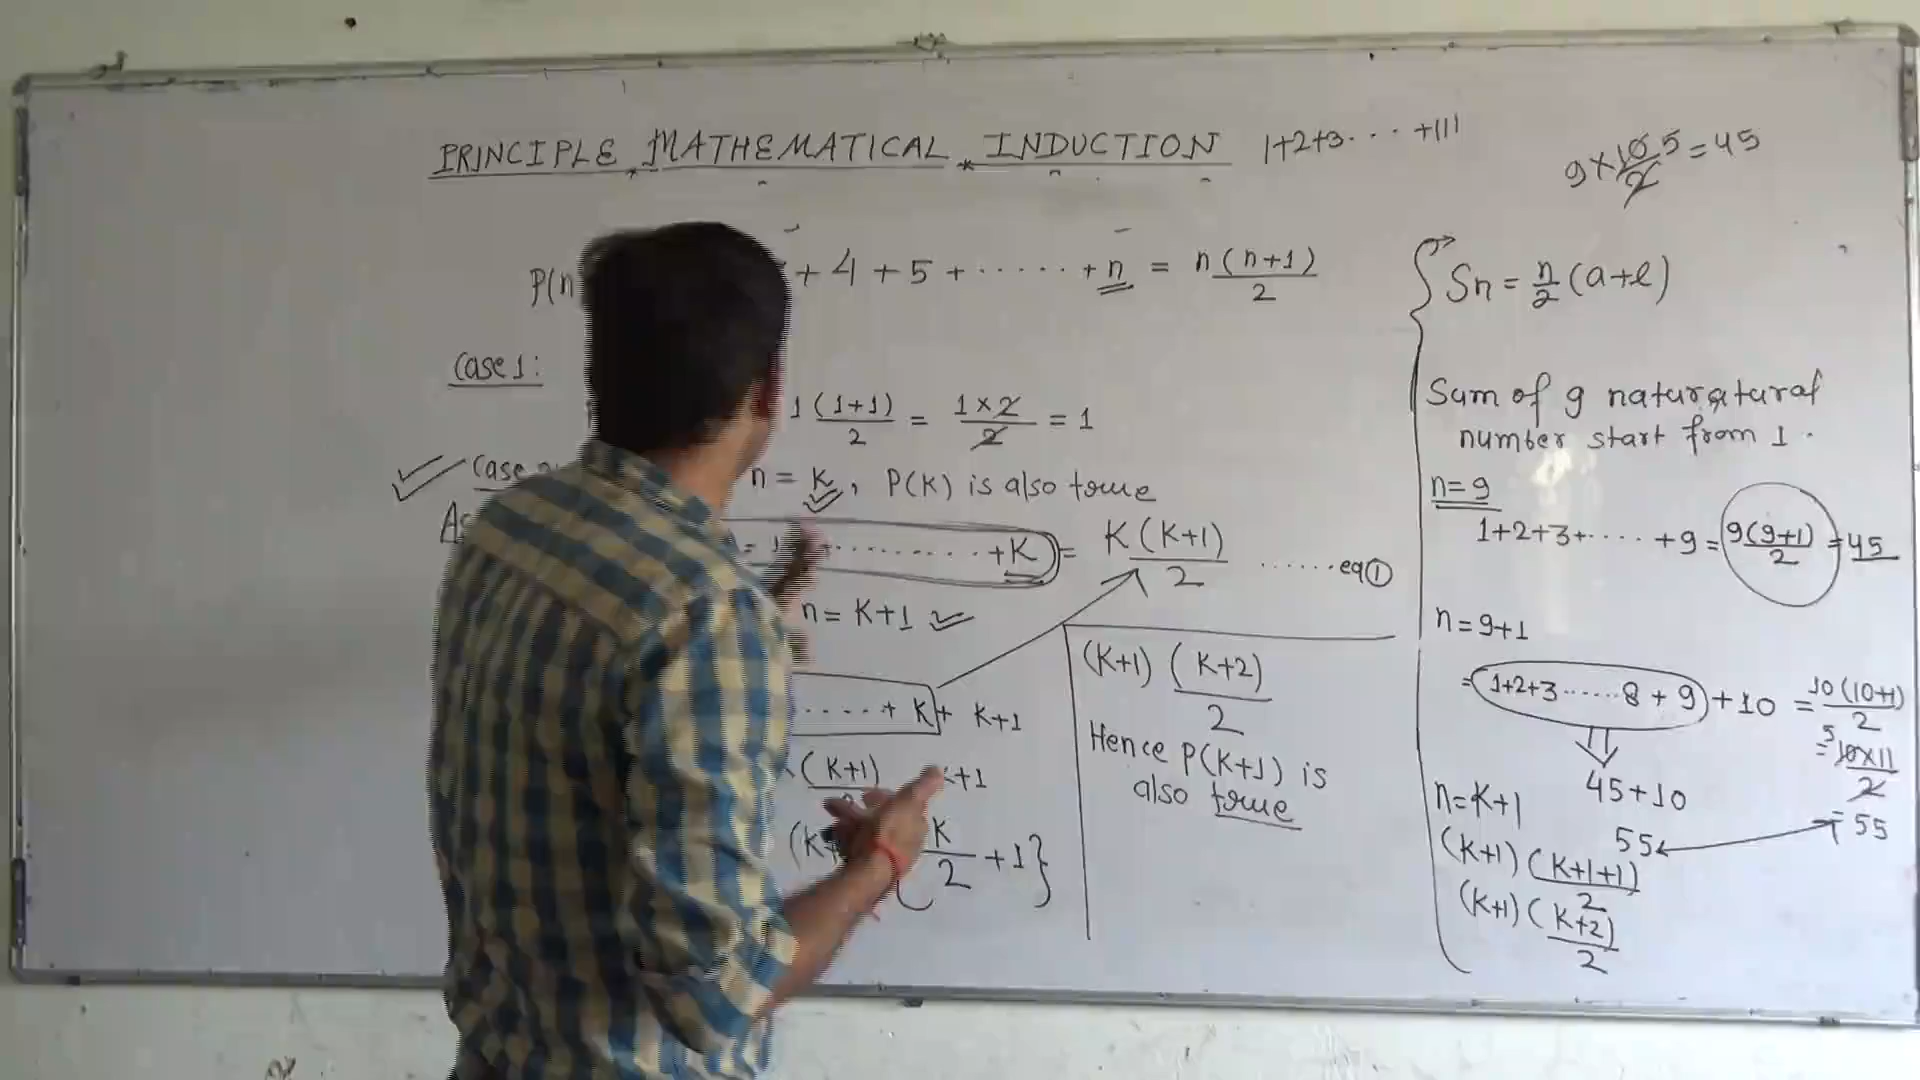 PRINCIPLE MATHEMATICAL INDUCTION
1+2+3....+111
9×10/2 5=45
P(n + 4 + 5 + ...... + n = n(n+1)/2
Case 1:
1(1+1)/2 = 1×2/2 = 1
Case n = K, P(K) is also true
+K = K(K+1)/2 ......eq①
n = K+1
.....+ K + K+1
(K+1) K+1
K/2 +1}
(K+1) (K+2)/2
Hence P(K+1) is
also true
Sn = n/2 (a+l)
Sum of 9 naturatural
number start from 1.
n=9
1+2+3+.....+9 = 9(9+1)/2 = 45
n=9+1
=1+2+3......8+9+10 = 10(10+1)/2
= 5 10×11/2
45+10
55
= 55
n=K+1
(K+1)(K+1+1)/2
(K+1)(K+2)/2